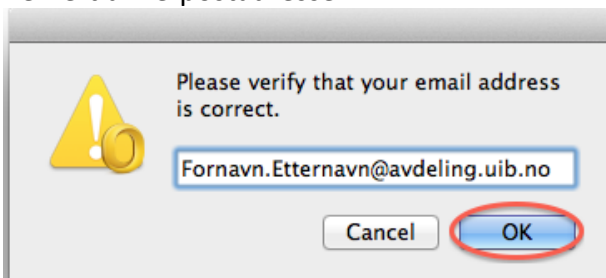 Please verify that your email address
is correct.
Fornavn.Etternavn@avdeling.uib.no
Cancel OK